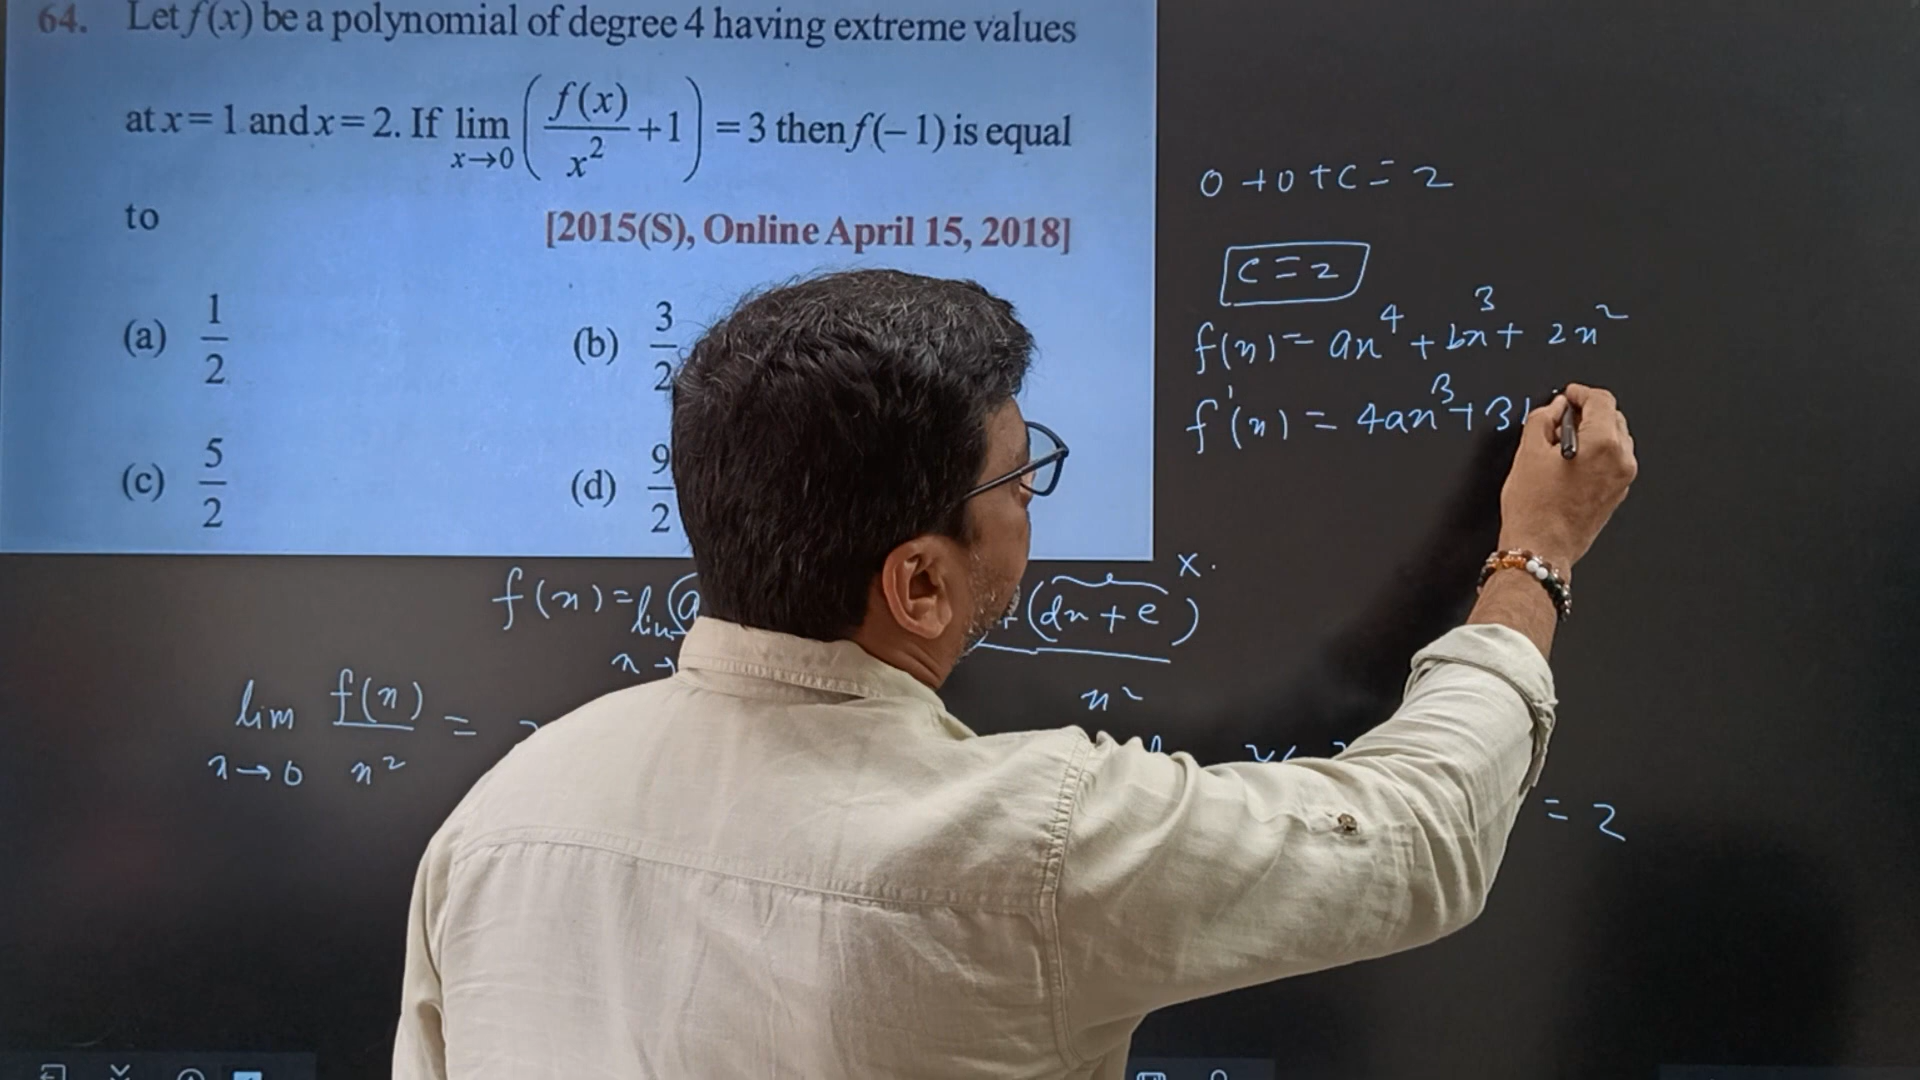 64. Let f(x) be a polynomial of degree 4 having extreme values
at x = 1 and x = 2. If lim x→0 ( f(x)/x² + 1 ) = 3 then f(– 1) is equal
to
[2015(S), Online April 15, 2018]
(a) 1/2
(b) 3/2
(c) 5/2
(d) 9/2
0 + 0 + c = 2
c = 2
f(x) = ax⁴ + bx³ + 2x²
f'(x) = 4ax³ + 3
f(x) = lim (dx + e) x
x²
lim x→0 f(x)/x² =
= 2